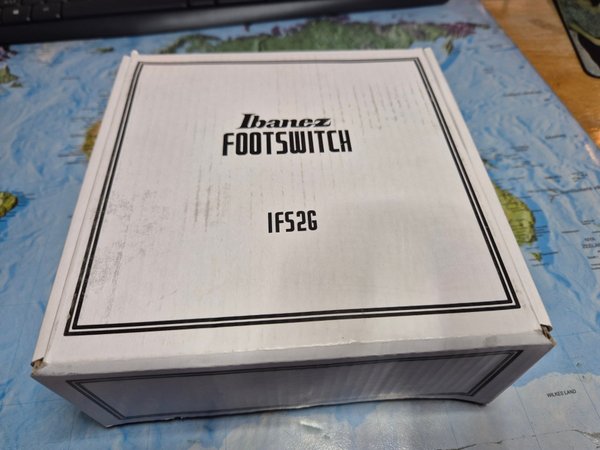 Ibanez
FOOTSWITCH
IFS2G
WILKES LAND